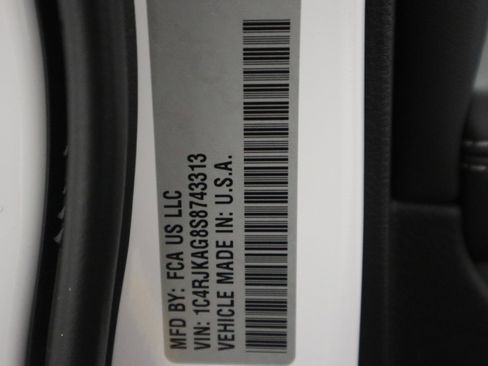 MFD BY: FCA US LLC
VIN: 1C4RJKAG8S8743313
VEHICLE MADE IN: U.S.A.